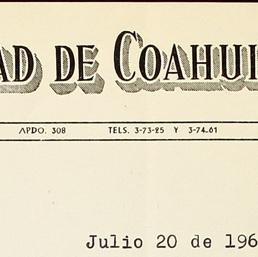 AD DE COAHUI
APDO. 308 TELS. 3-73-25 Y 3-74-61
Julio 20 de 196